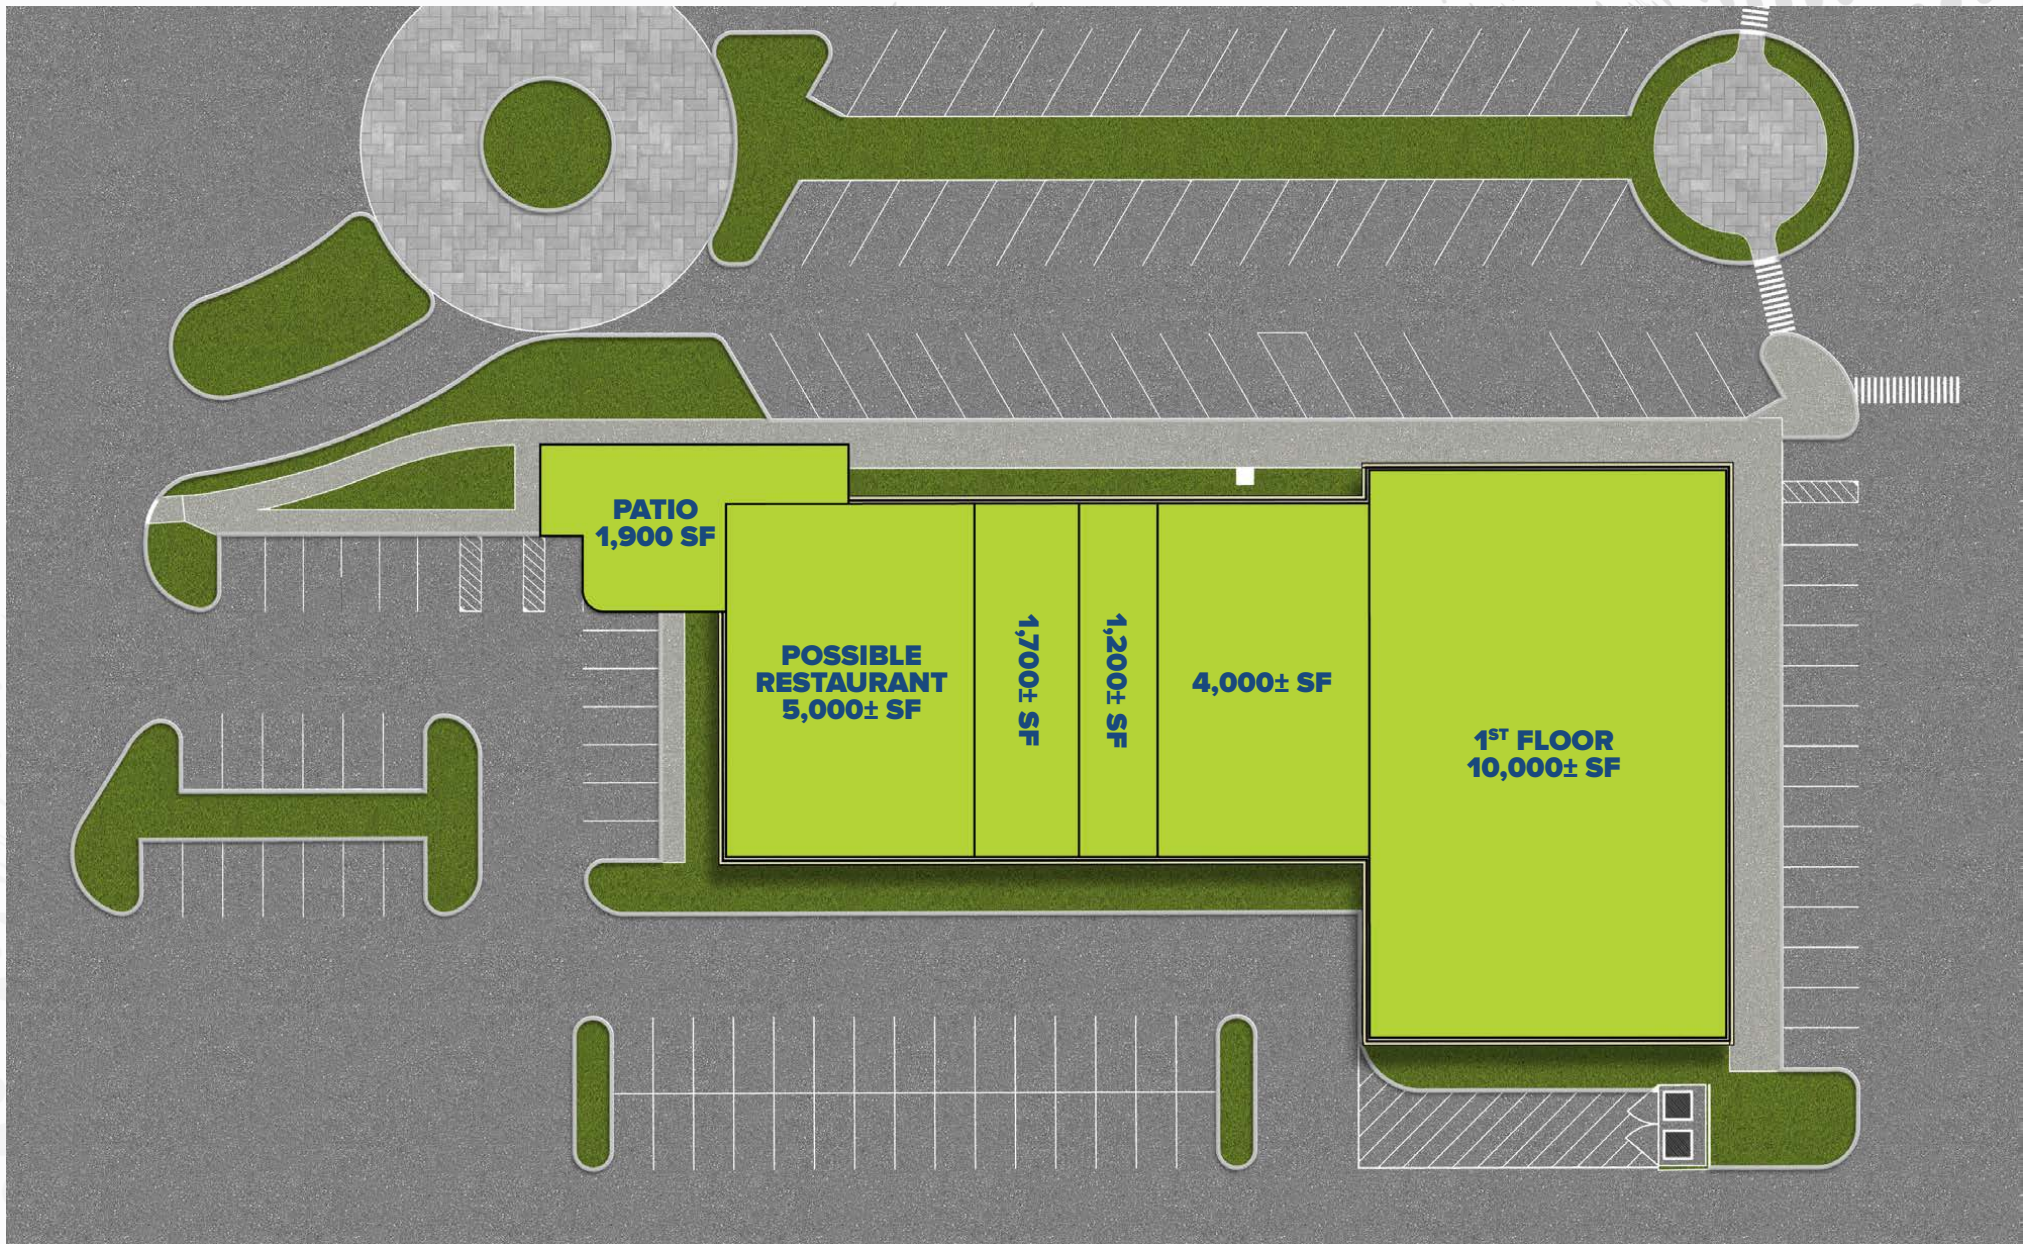 PATIO
1,900 SF
POSSIBLE
RESTAURANT
5,000± SF
1,700± SF
1,200± SF
4,000± SF
1ST FLOOR
10,000± SF